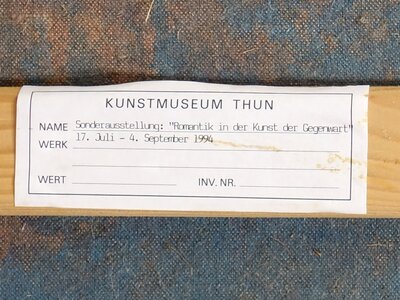 KUNSTMUSEUM THUN
NAME Sonderausstellung: "Romantik in der Kunst der Gegenwart"
WERK 17. Juli - 4. September 1994
WERT INV. NR.